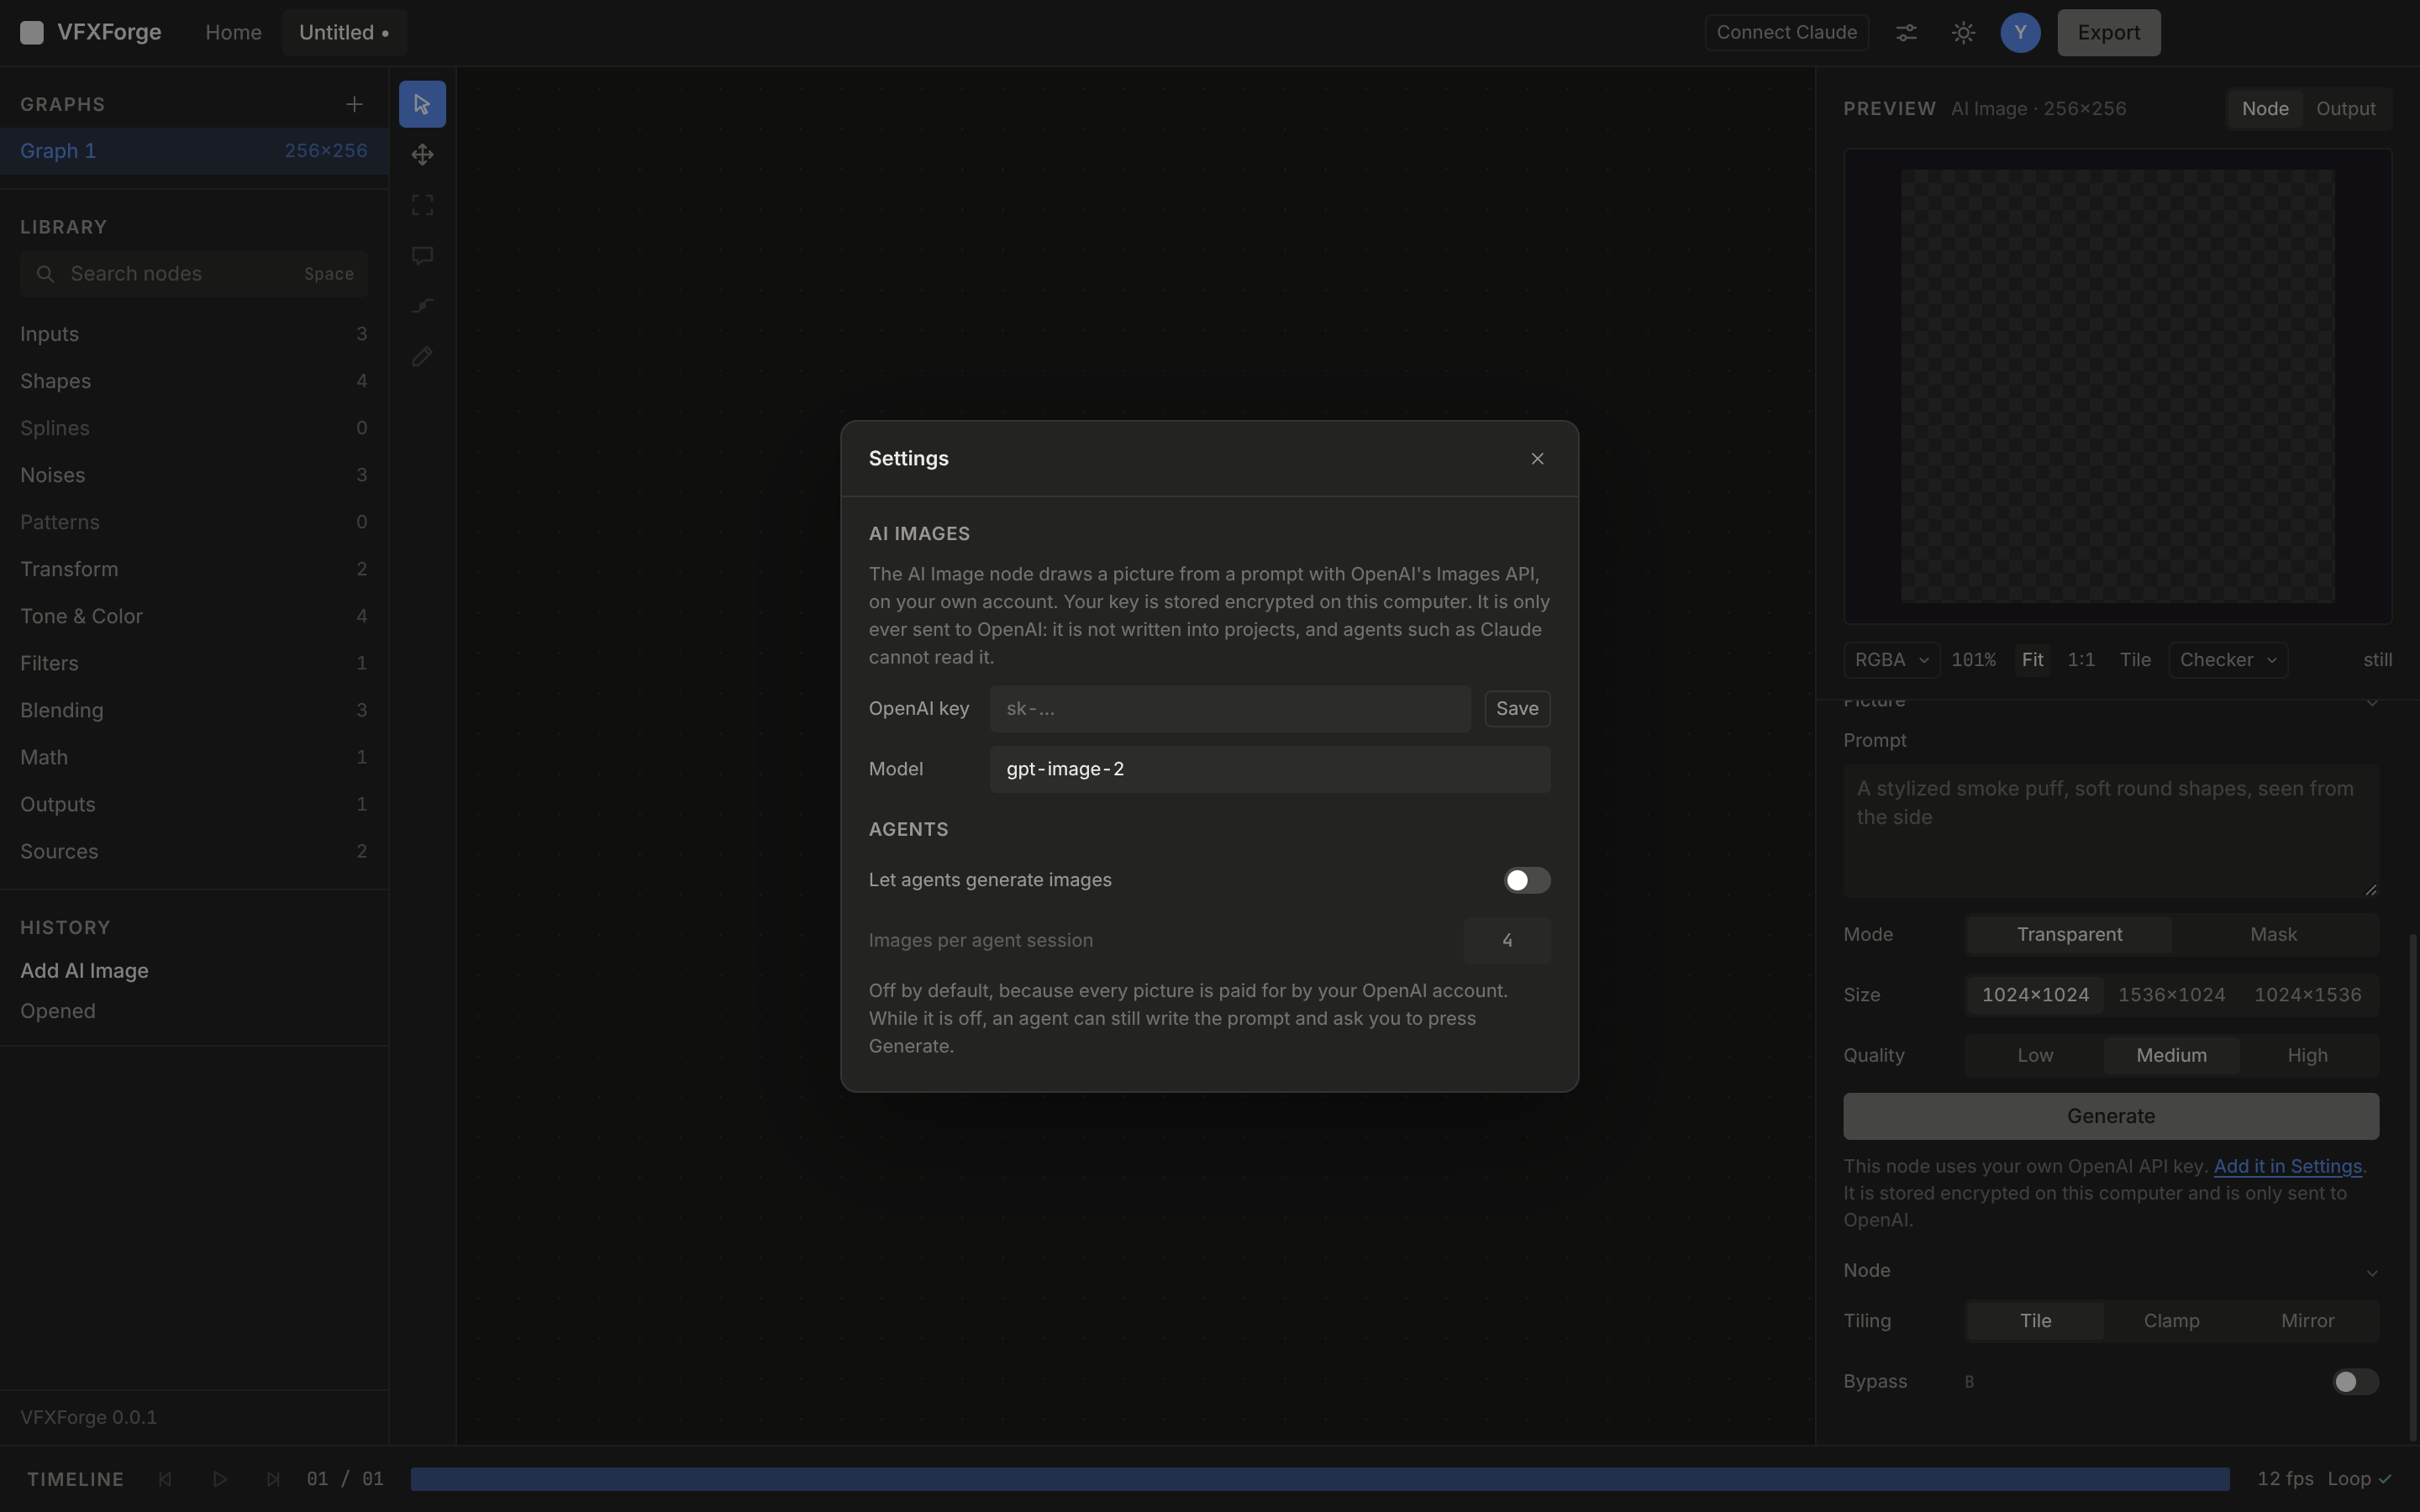 VFXForge
Home
Untitled •
Connect Claude
Y
Export
GRAPHS
Graph 1 256×256
LIBRARY
Search nodes Space
Inputs 3
Shapes 4
Splines 0
Noises 3
Patterns 0
Transform 2
Tone & Color 4
Filters 1
Blending 3
Math 1
Outputs 1
Sources 2
HISTORY
Add AI Image
Opened
VFXForge 0.0.1
Settings
AI IMAGES
The AI Image node draws a picture from a prompt with OpenAI's Images API,
on your own account. Your key is stored encrypted on this computer. It is only
ever sent to OpenAI: it is not written into projects, and agents such as Claude
cannot read it.
OpenAI key sk-... Save
Model gpt-image-2
AGENTS
Let agents generate images
Images per agent session 4
Off by default, because every picture is paid for by your OpenAI account.
While it is off, an agent can still write the prompt and ask you to press
Generate.
PREVIEW AI Image · 256×256 Node Output
RGBA 101% Fit 1:1 Tile Checker still
Picture
Prompt
A stylized smoke puff, soft round shapes, seen from
the side
Mode Transparent Mask
Size 1024×1024 1536×1024 1024×1536
Quality Low Medium High
Generate
This node uses your own OpenAI API key. Add it in Settings.
It is stored encrypted on this computer and is only sent to
OpenAI.
Node
Tiling Tile Clamp Mirror
Bypass B
TIMELINE 01 / 01 12 fps Loop ✓